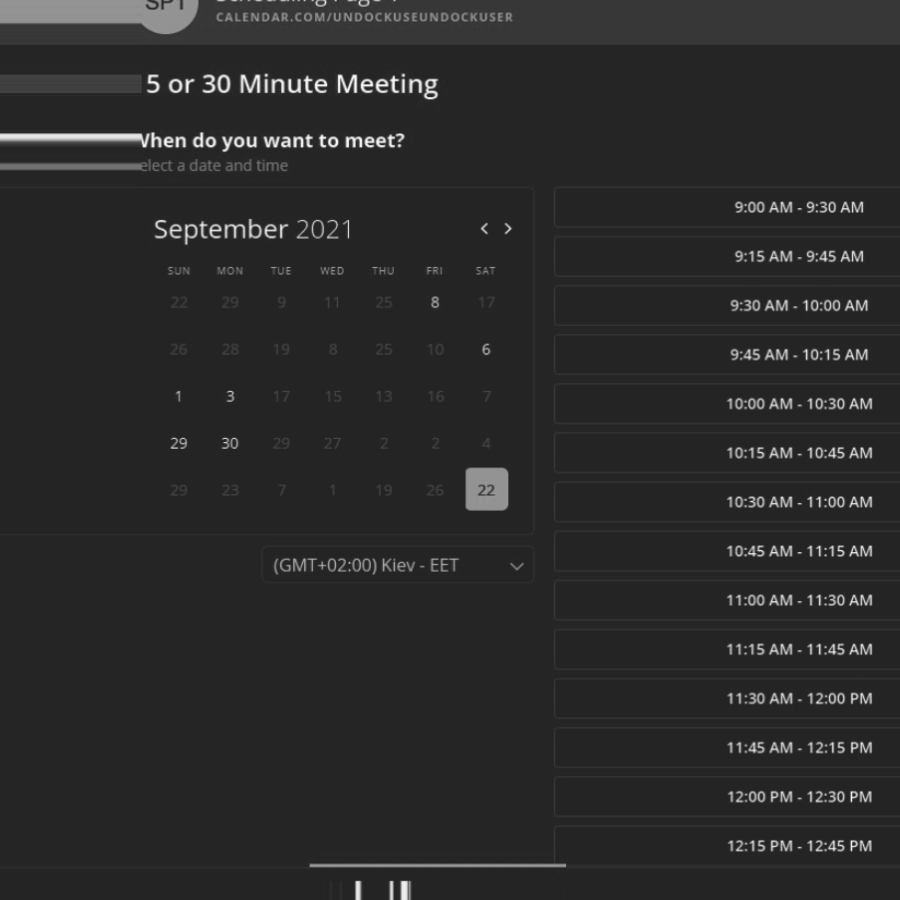 SP1
CALENDAR.COM/UNDOCKUSEUNDOCKUSER
5 or 30 Minute Meeting
When do you want to meet?
elect a date and time
September 2021
SUN MON TUE WED THU FRI SAT
22 29 9 11 25 8 17
26 28 19 8 25 10 6
1 3 17 15 13 16 7
29 30 29 27 2 2 4
29 23 7 1 19 26 22
(GMT+02:00) Kiev - EET
9:00 AM - 9:30 AM
9:15 AM - 9:45 AM
9:30 AM - 10:00 AM
9:45 AM - 10:15 AM
10:00 AM - 10:30 AM
10:15 AM - 10:45 AM
10:30 AM - 11:00 AM
10:45 AM - 11:15 AM
11:00 AM - 11:30 AM
11:15 AM - 11:45 AM
11:30 AM - 12:00 PM
11:45 AM - 12:15 PM
12:00 PM - 12:30 PM
12:15 PM - 12:45 PM